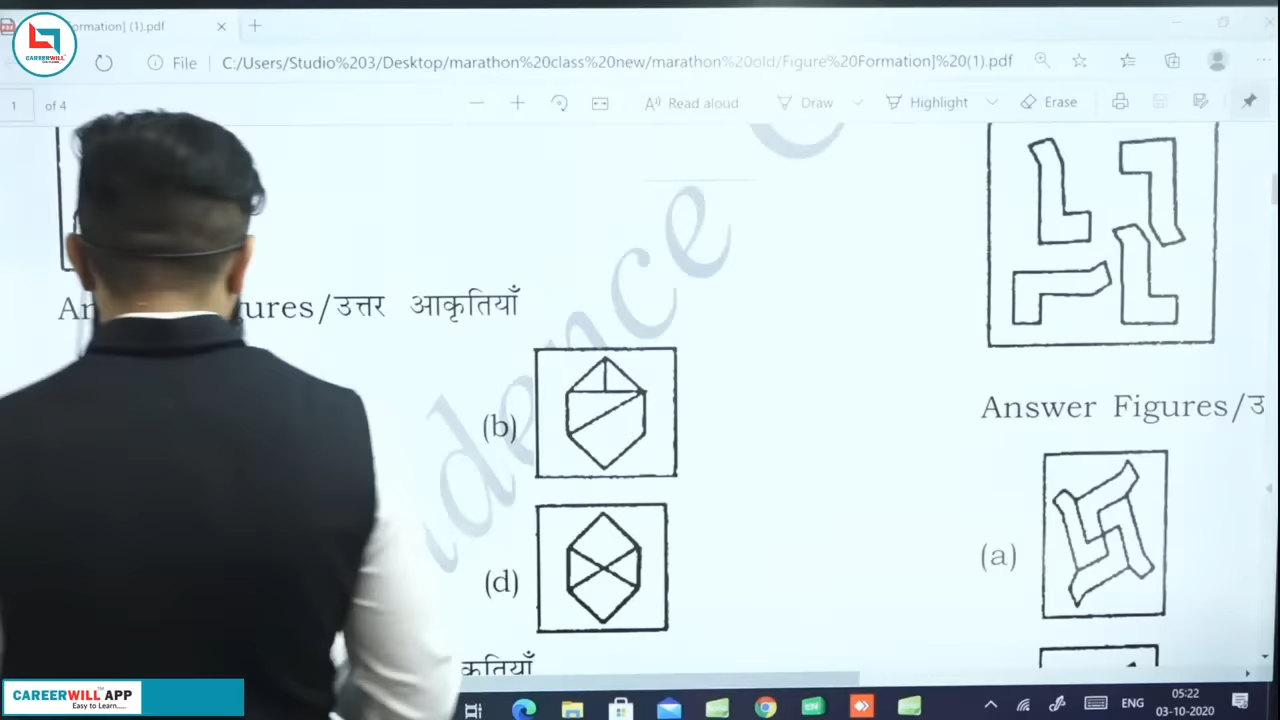 ormation] (1).pdf
CAREERWILL
File
C:/Users/Studio%203/Desktop/marathon%20class%20new/marathon%20old/Figure%20Formation]%20(1).pdf
1 of 4
Read aloud
Draw
Highlight
Erase
ures/उत्तर आकृतियाँ
Answer Figures/उ
(b)
(d)
(a)
dence C
CAREERWILL APP
Easy to Learn.....
ENG
05:22
03-10-2020